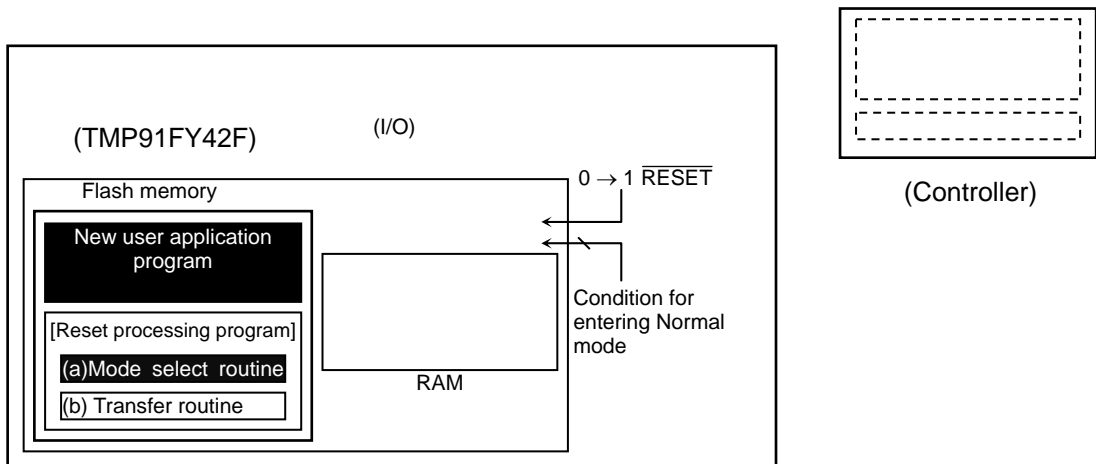 (TMP91FY42F)
(I/O)
Flash memory
New user application
program
[Reset processing program]
(a)Mode select routine
(b) Transfer routine
RAM
0 → 1 RESET
Condition for
entering Normal
mode
(Controller)